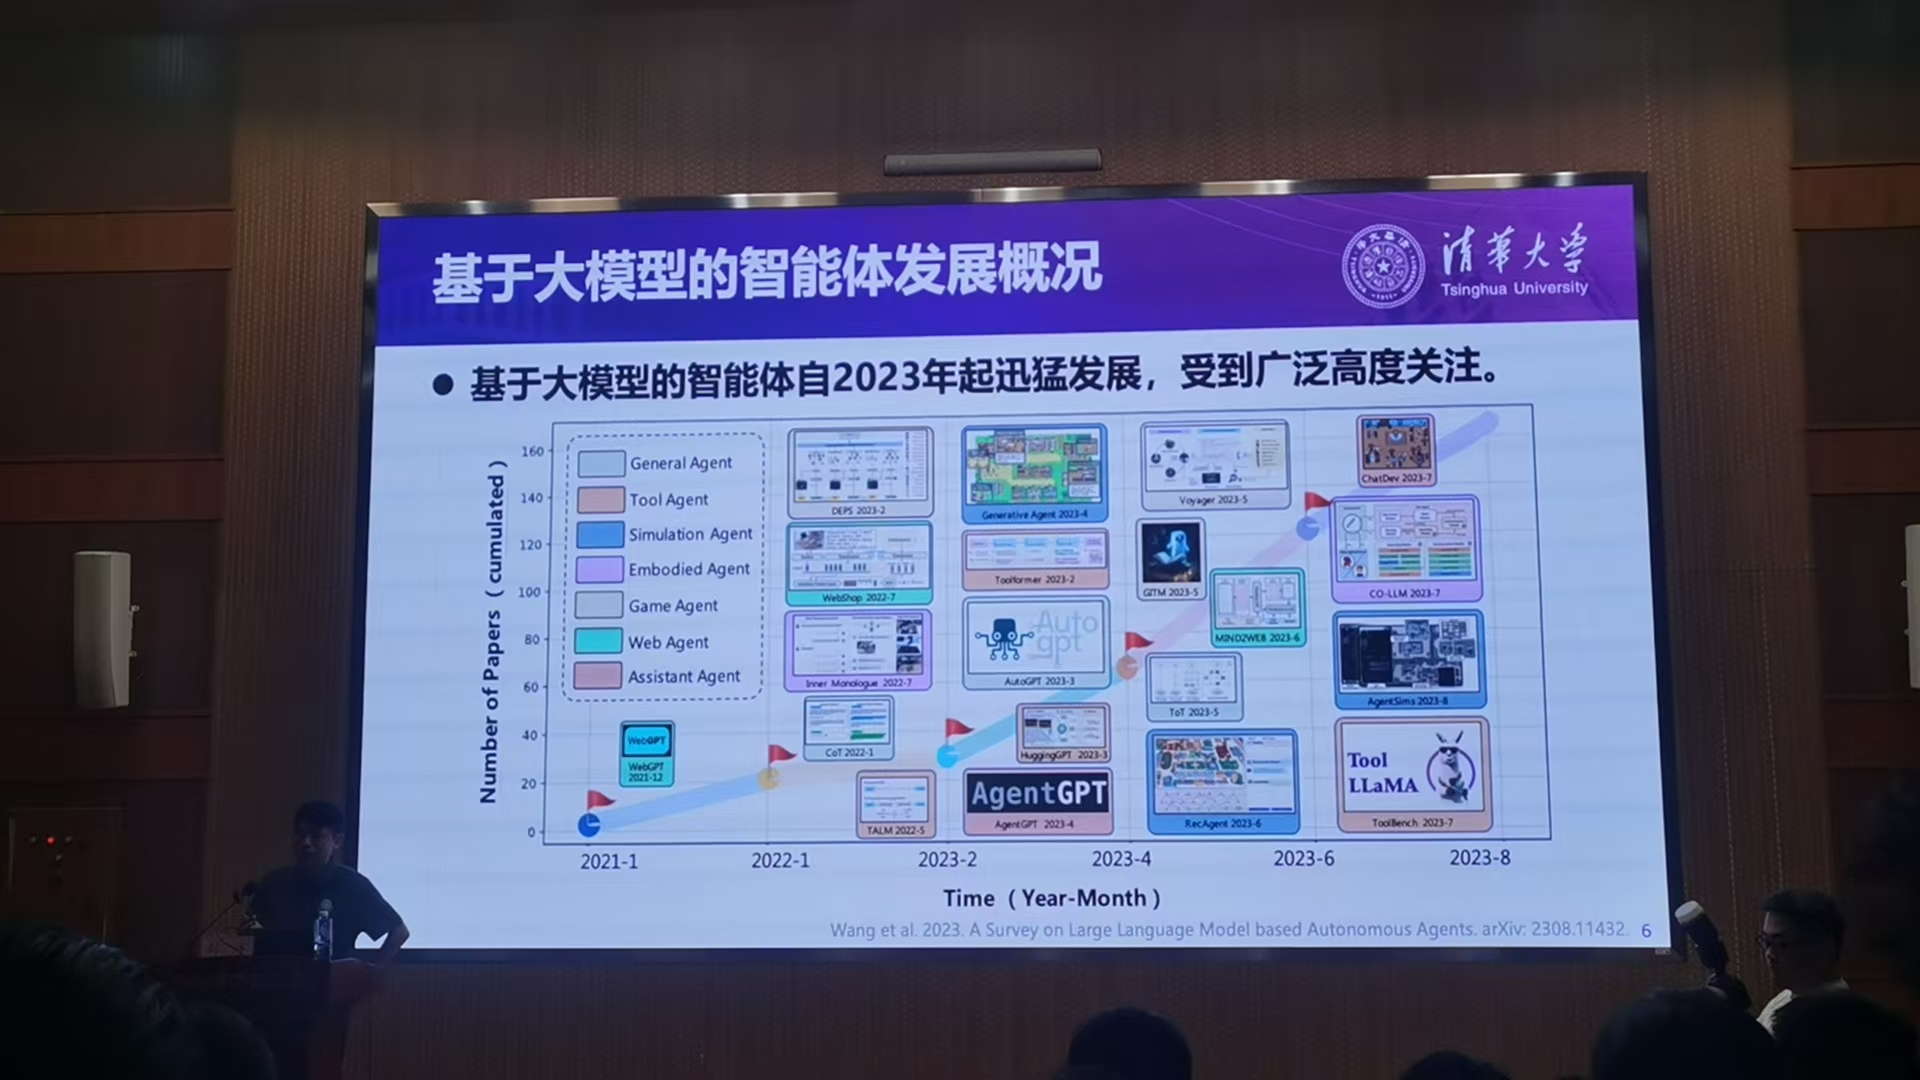 基于大模型的智能体发展概况
清华大学
Tsinghua University
● 基于大模型的智能体自2023年起迅猛发展，受到广泛高度关注。
Number of Papers ( cumulated )
160
140
120
100
80
60
40
20
0
General Agent
Tool Agent
Simulation Agent
Embodied Agent
Game Agent
Web Agent
Assistant Agent
WebGPT
WebGPT
2021-12
DEPS 2023-2
WebShop 2022-7
Inner Monologue 2022-7
CoT 2022-1
TALM 2022-5
Generative Agent 2023-4
Toolformer 2023-2
Auto
gpt
AutoGPT 2023-3
HuggingGPT 2023-3
AgentGPT
AgentGPT 2023-4
Voyager 2023-5
GITM 2023-5
MIND2WEB 2023-6
ToT 2023-5
RecAgent 2023-6
ChatDev 2023-7
CO-LLM 2023-7
AgentSims 2023-8
Tool
LLaMA
ToolBench 2023-7
2021-1
2022-1
2023-2
2023-4
2023-6
2023-8
Time ( Year-Month )
Wang et al. 2023. A Survey on Large Language Model based Autonomous Agents. arXiv: 2308.11432. 6